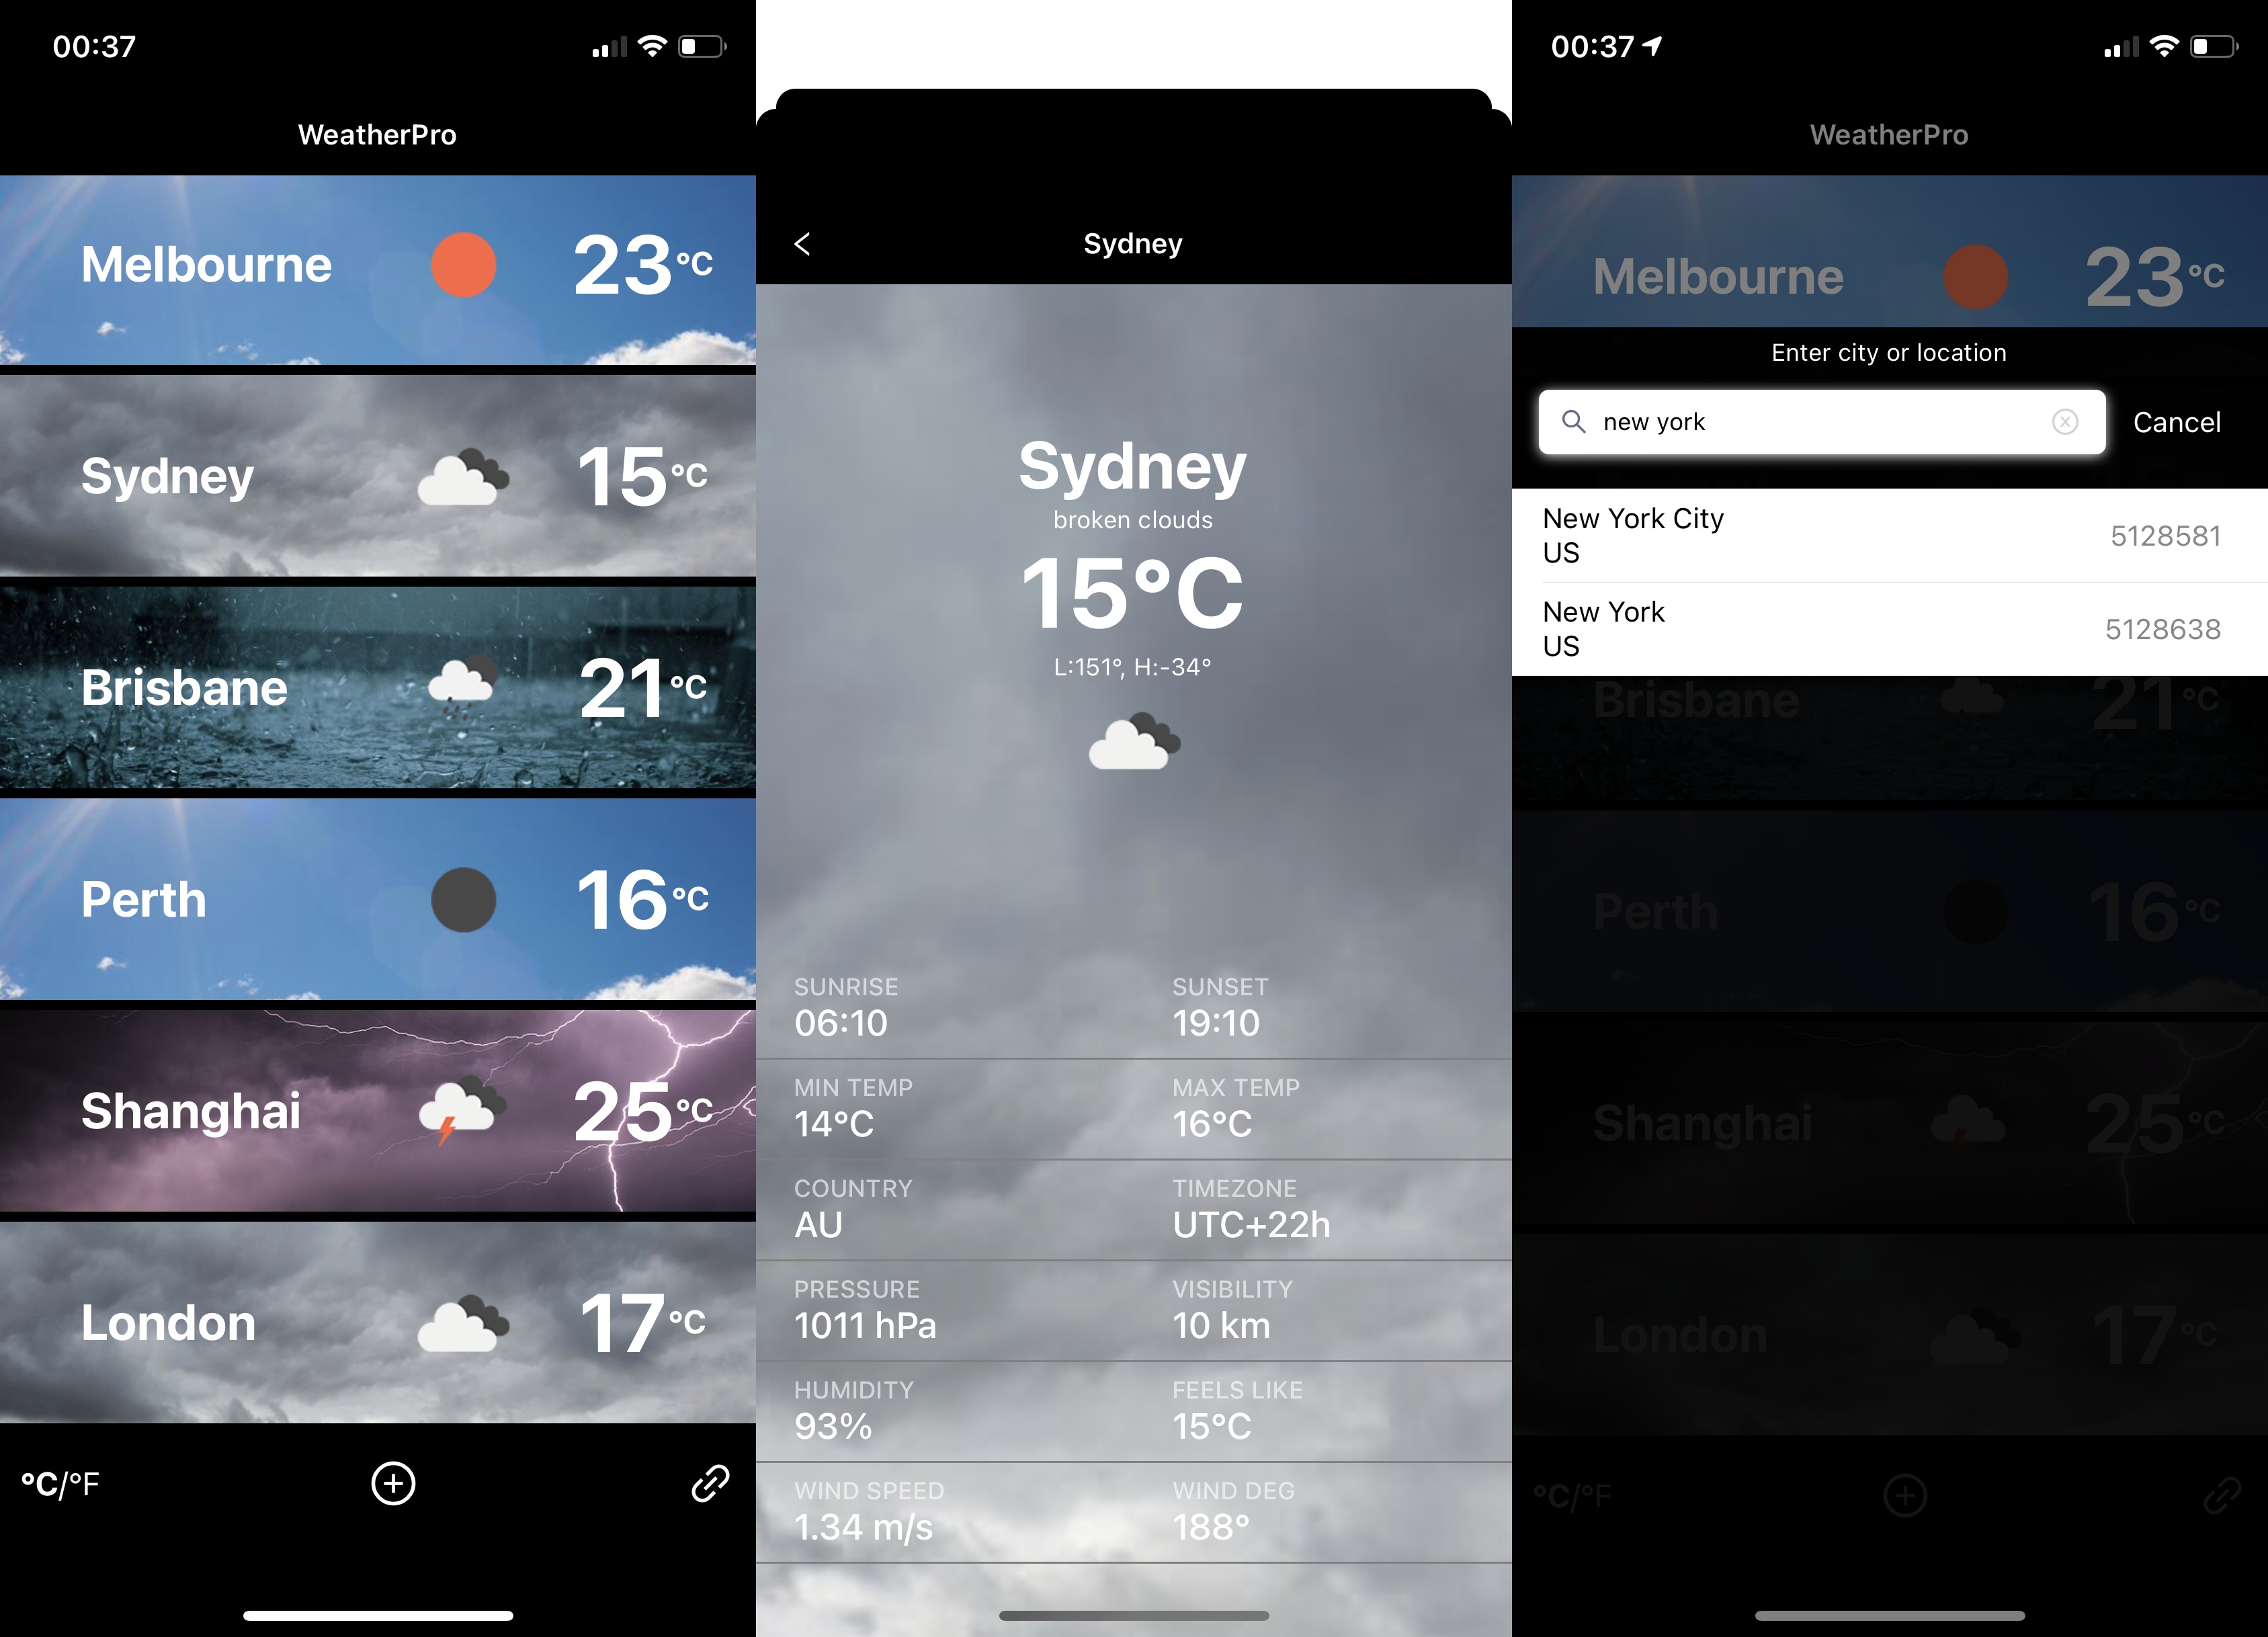 00:37
WeatherPro
Melbourne 23°C
Sydney 15°C
Brisbane 21°C
Perth 16°C
Shanghai 25°C
London 17°C
°C/°F
Sydney
Sydney
broken clouds
15°C
L:151°, H:-34°
SUNRISE SUNSET
06:10 19:10
MIN TEMP MAX TEMP
14°C 16°C
COUNTRY TIMEZONE
AU UTC+22h
PRESSURE VISIBILITY
1011 hPa 10 km
HUMIDITY FEELS LIKE
93% 15°C
WIND SPEED WIND DEG
1.34 m/s 188°
00:37
WeatherPro
Melbourne 23°C
Enter city or location
new york Cancel
New York City
US 5128581
New York
US 5128638
Brisbane 21°C
Perth 16°C
Shanghai 25°C
London 17°C
°C/°F